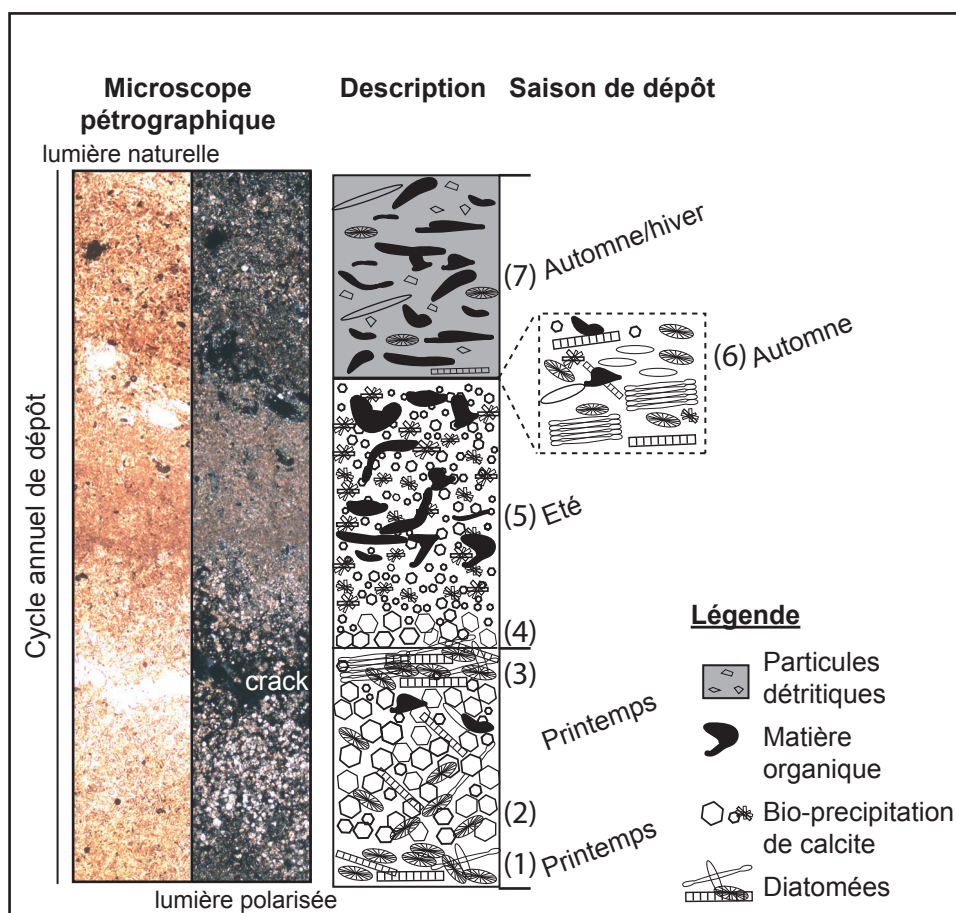 Microscope
pétrographique
Description
Saison de dépôt
lumière naturelle
Cycle annuel de dépôt
(7) Automne/hiver
(6) Automne
(5) Eté
(4)
crack
(3)
Printemps
(2)
(1) Printemps
lumière polarisée
Légende
Particules
détritiques
Matière
organique
Bio-precipitation
de calcite
Diatomées